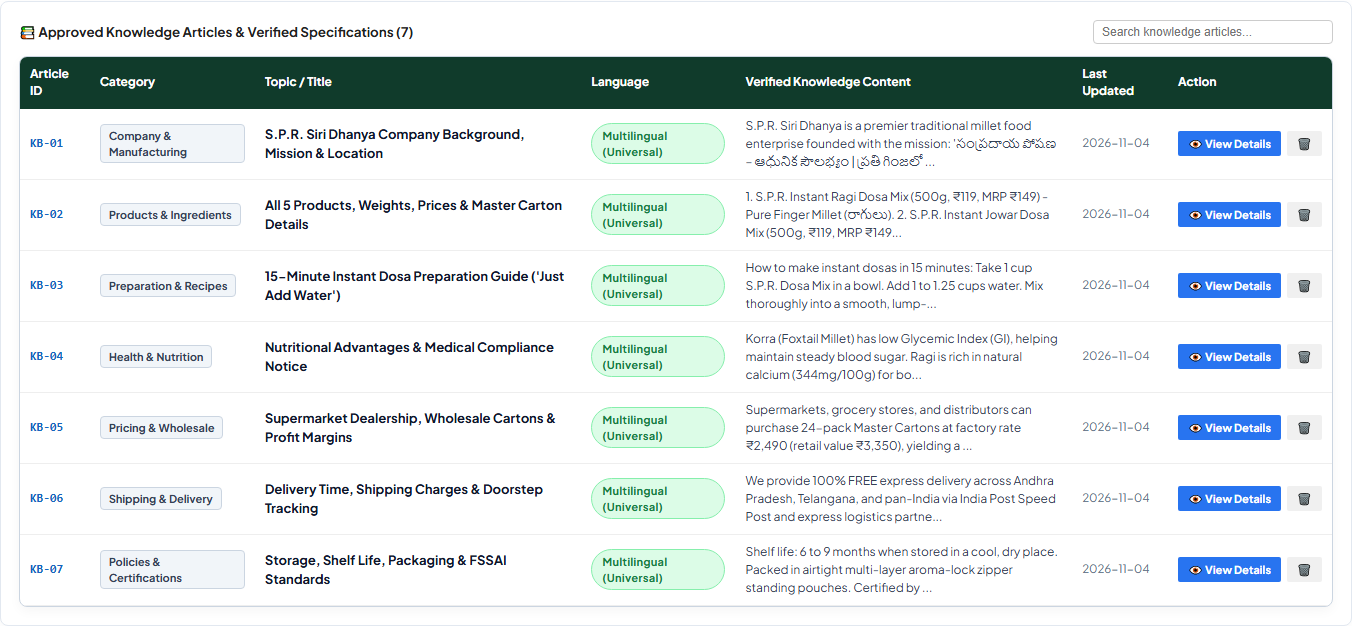 Approved Knowledge Articles & Verified Specifications (7)
Search knowledge articles...
Article ID
Category
Topic / Title
Language
Verified Knowledge Content
Last Updated
Action
KB-01
Company & Manufacturing
S.P.R. Siri Dhanya Company Background,
Mission & Location
Multilingual
(Universal)
S.P.R. Siri Dhanya is a premier traditional millet food
enterprise founded with the mission: 'సంప్రదాయ పోషణ
– ఆధునిక సౌలభ్యం | ప్రతి గింజలో ...
2026-11-04
View Details
KB-02
Products & Ingredients
All 5 Products, Weights, Prices & Master Carton
Details
Multilingual
(Universal)
1. S.P.R. Instant Ragi Dosa Mix (500g, ₹119, MRP ₹149) -
Pure Finger Millet (రాగులు). 2. S.P.R. Instant Jowar Dosa
Mix (500g, ₹119, MRP ₹149...
2026-11-04
View Details
KB-03
Preparation & Recipes
15-Minute Instant Dosa Preparation Guide ('Just
Add Water')
Multilingual
(Universal)
How to make instant dosas in 15 minutes: Take 1 cup
S.P.R. Dosa Mix in a bowl. Add 1 to 1.25 cups water. Mix
thoroughly into a smooth, lump-...
2026-11-04
View Details
KB-04
Health & Nutrition
Nutritional Advantages & Medical Compliance
Notice
Multilingual
(Universal)
Korra (Foxtail Millet) has low Glycemic Index (GI), helping
maintain steady blood sugar. Ragi is rich in natural
calcium (344mg/100g) for bo...
2026-11-04
View Details
KB-05
Pricing & Wholesale
Supermarket Dealership, Wholesale Cartons &
Profit Margins
Multilingual
(Universal)
Supermarkets, grocery stores, and distributors can
purchase 24-pack Master Cartons at factory rate
₹2,490 (retail value ₹3,350), yielding a ...
2026-11-04
View Details
KB-06
Shipping & Delivery
Delivery Time, Shipping Charges & Doorstep
Tracking
Multilingual
(Universal)
We provide 100% FREE express delivery across Andhra
Pradesh, Telangana, and pan-India via India Post Speed
Post and express logistics partne...
2026-11-04
View Details
KB-07
Policies &
Certifications
Storage, Shelf Life, Packaging & FSSAI
Standards
Multilingual
(Universal)
Shelf life: 6 to 9 months when stored in a cool, dry place.
Packed in airtight multi-layer aroma-lock zipper
standing pouches. Certified by ...
2026-11-04
View Details